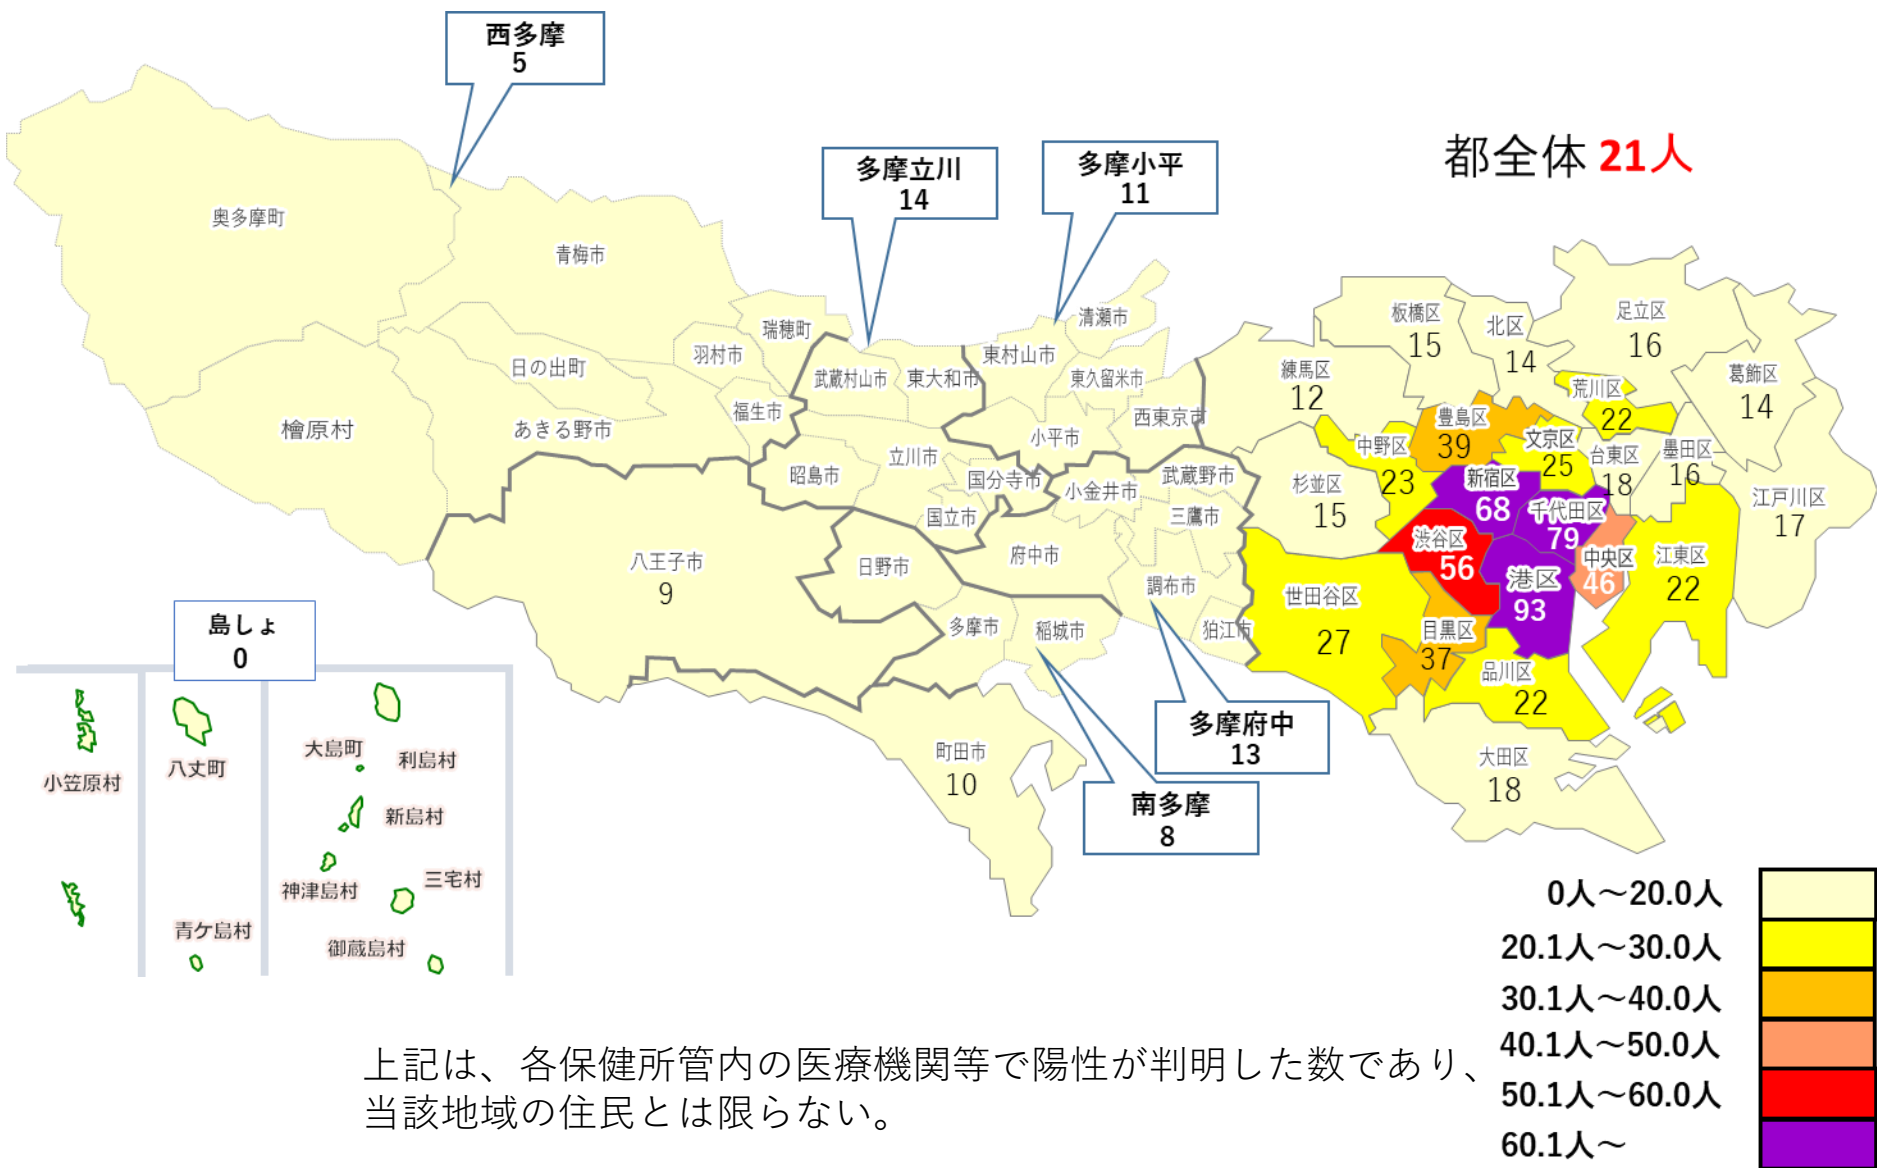 西多摩
5
多摩立川
14
多摩小平
11
都全体 21人
奥多摩町
青梅市
瑞穂町
羽村市
日の出町
福生市
あきる野市
檜原村
武蔵村山市
東大和市
東村山市
清瀬市
東久留米市
西東京市
小平市
昭島市
立川市
国分寺市
国立市
小金井市
武蔵野市
三鷹市
府中市
調布市
狛江市
日野市
八王子市
9
多摩市
稲城市
町田市
10
多摩府中
13
南多摩
8
板橋区
15
北区
14
足立区
16
葛飾区
14
練馬区
12
荒川区
22
豊島区
39
文京区
25
中野区
23
台東区
18
墨田区
16
江戸川区
17
杉並区
15
新宿区
68
千代田区
79
渋谷区
56
中央区
46
江東区
22
港区
93
世田谷区
27
目黒区
37
品川区
22
大田区
18
島しょ
0
小笠原村
八丈町
青ケ島村
大島町
利島村
新島村
神津島村
三宅村
御蔵島村
0人～20.0人
20.1人～30.0人
30.1人～40.0人
40.1人～50.0人
50.1人～60.0人
60.1人～
上記は、各保健所管内の医療機関等で陽性が判明した数であり、
当該地域の住民とは限らない。